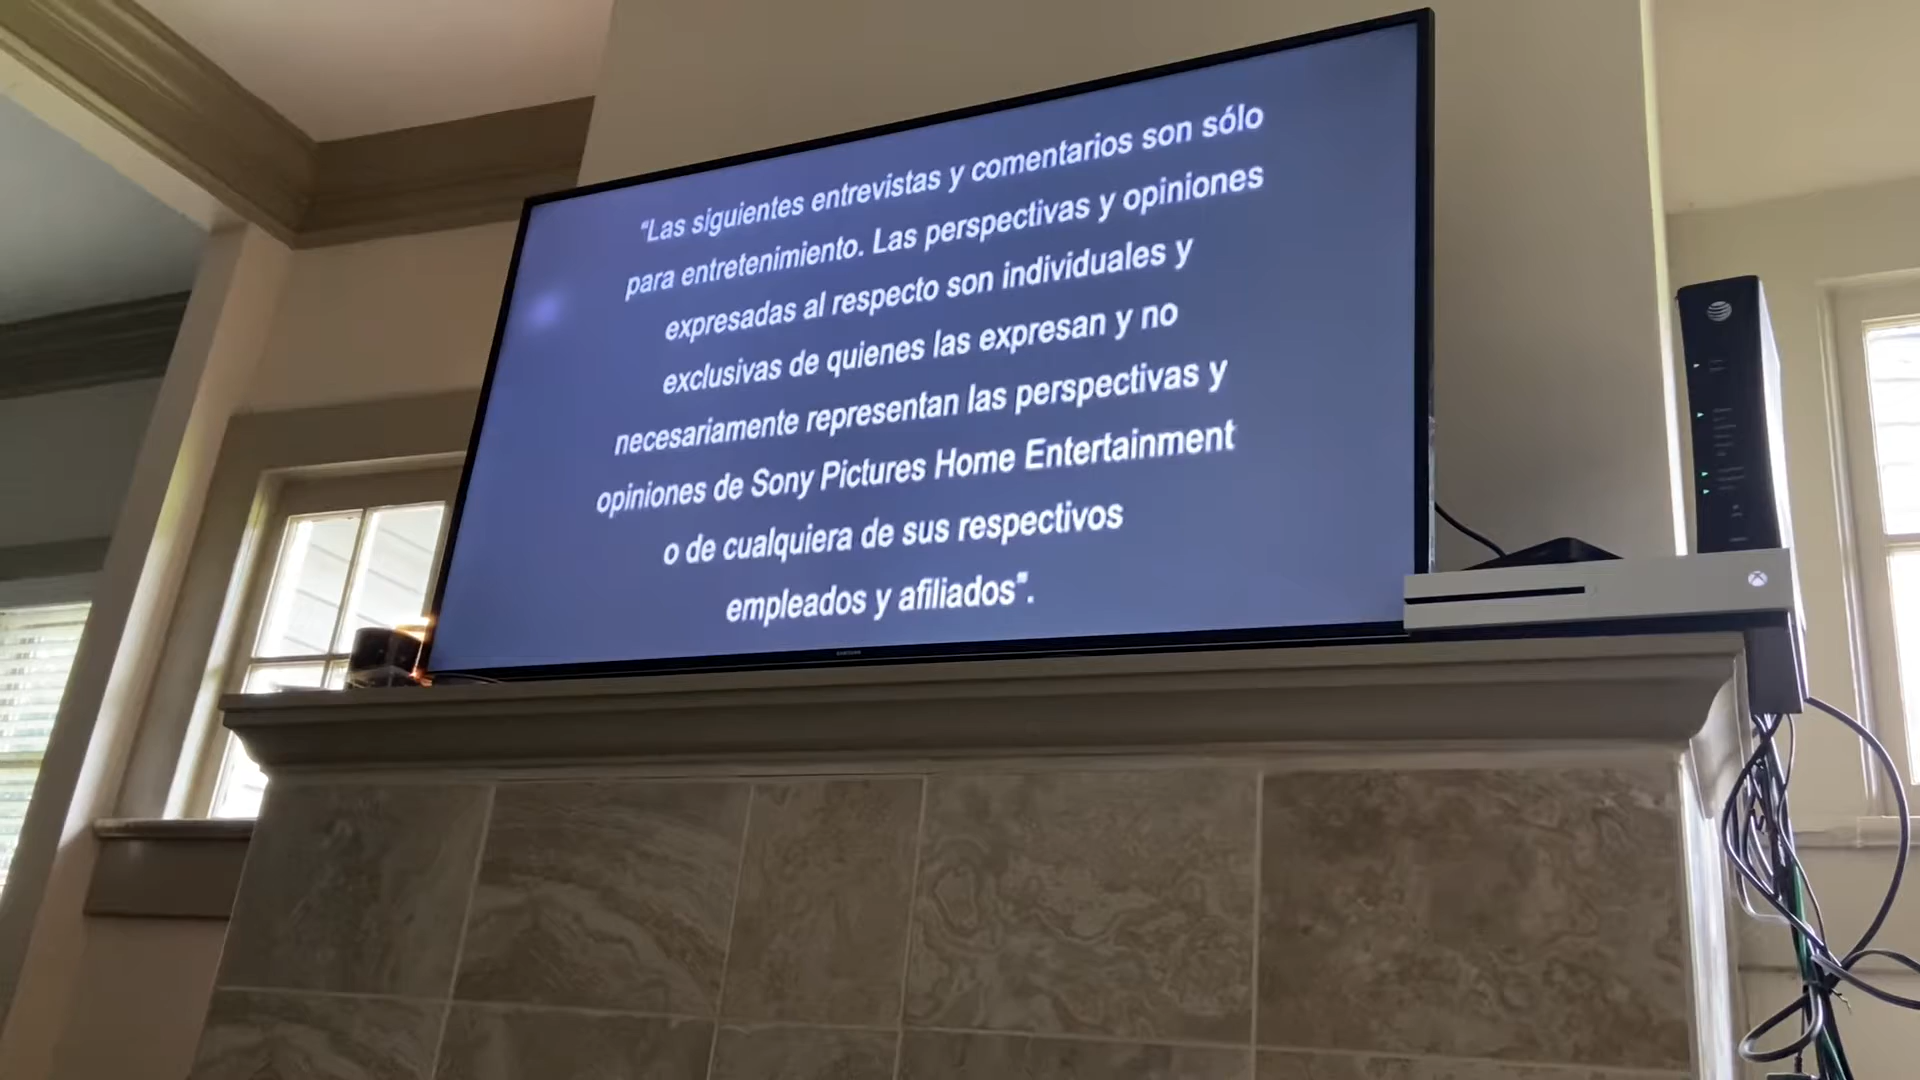 "Las siguientes entrevistas y comentarios son sólo
para entretenimiento. Las perspectivas y opiniones
expresadas al respecto son individuales y
exclusivas de quienes las expresan y no
necesariamente representan las perspectivas y
opiniones de Sony Pictures Home Entertainment
o de cualquiera de sus respectivos
empleados y afiliados".
SAMSUNG